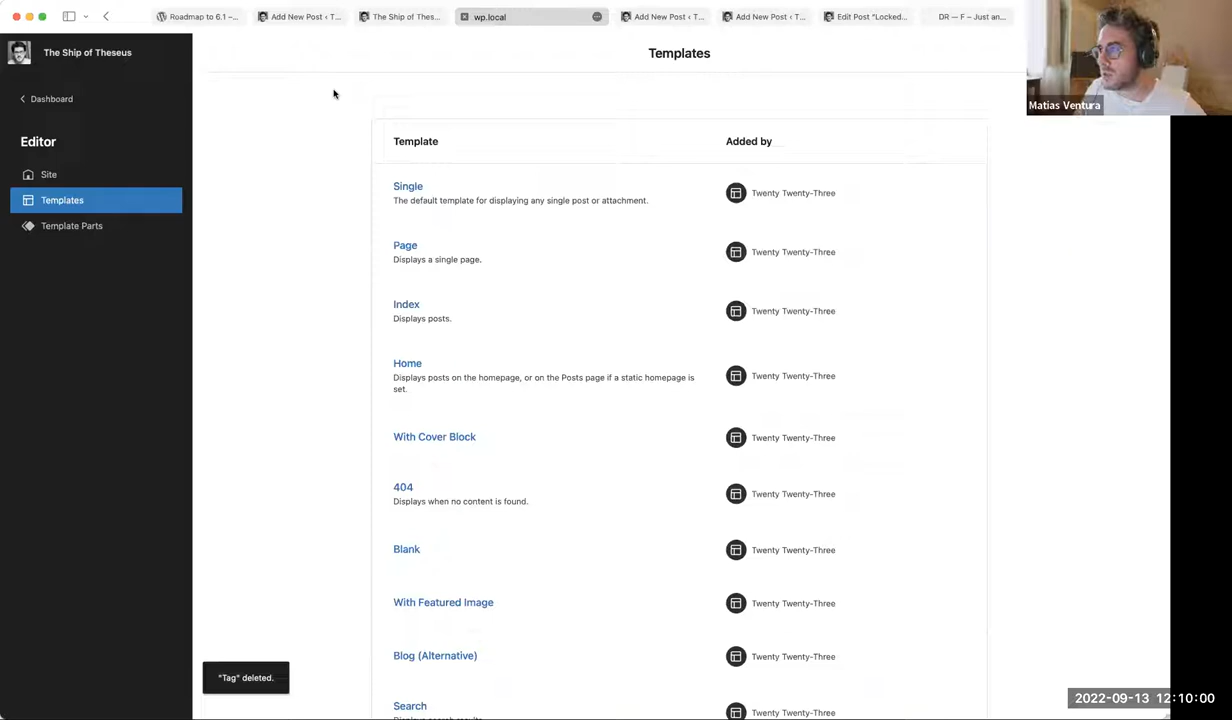 Roadmap to 6.1 –...
Add New Post ‹ T...
The Ship of Thes...
wp.local
Add New Post ‹ T...
Add New Post ‹ T...
Edit Post "Locked...
DR — F – Just an...
The Ship of Theseus
Templates
Matias Ventura
Dashboard
Editor
Site
Templates
Template Parts
Template
Added by
Single
The default template for displaying any single post or attachment.
Twenty Twenty-Three
Page
Displays a single page.
Twenty Twenty-Three
Index
Displays posts.
Twenty Twenty-Three
Home
Displays posts on the homepage, or on the Posts page if a static homepage is
set.
Twenty Twenty-Three
With Cover Block
Twenty Twenty-Three
404
Displays when no content is found.
Twenty Twenty-Three
Blank
Twenty Twenty-Three
With Featured Image
Twenty Twenty-Three
Blog (Alternative)
Twenty Twenty-Three
Search
Displays search results.
Twenty Twenty-Three
"Tag" deleted.
2022-09-13 12:10:00